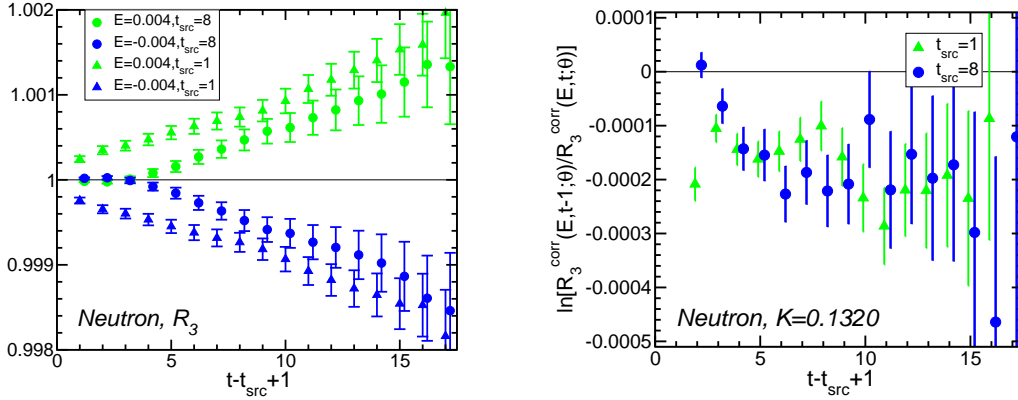 1.002
1.001
1
0.999
0.998
E=0.004,t_src=8
E=-0.004,t_src=8
E=0.004,t_src=1
E=-0.004,t_src=1
Neutron, R_3
0 5 10 15
t-t_src+1
ln[R_3^corr(E,t-1;θ)/R_3^corr(E,t;θ)]
0
-0.0001
-0.0002
-0.0003
-0.0004
-0.0005
t_src=1
t_src=8
Neutron, K=0.1320
0 5 10 15
t-t_src+1